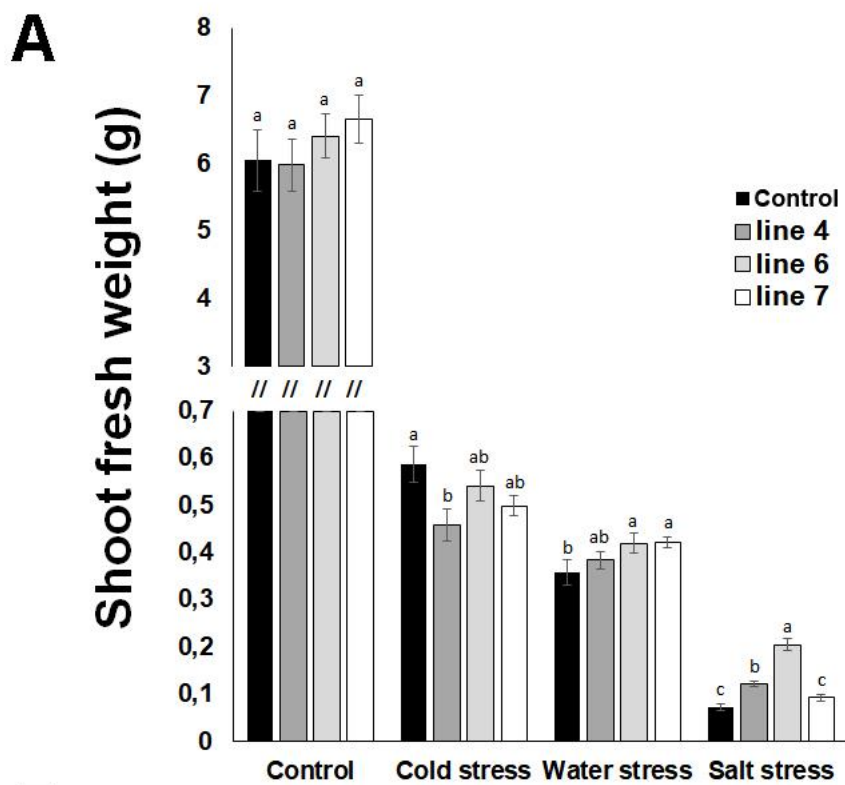 A
Shoot fresh weight (g)
8
7
6
5
4
3
a a a a
// // // //
Control
line 4
line 6
line 7
0,7
0,6
0,5
0,4
0,3
0,2
0,1
0
a b ab ab
b ab a a
c b a c
Control Cold stress Water stress Salt stress